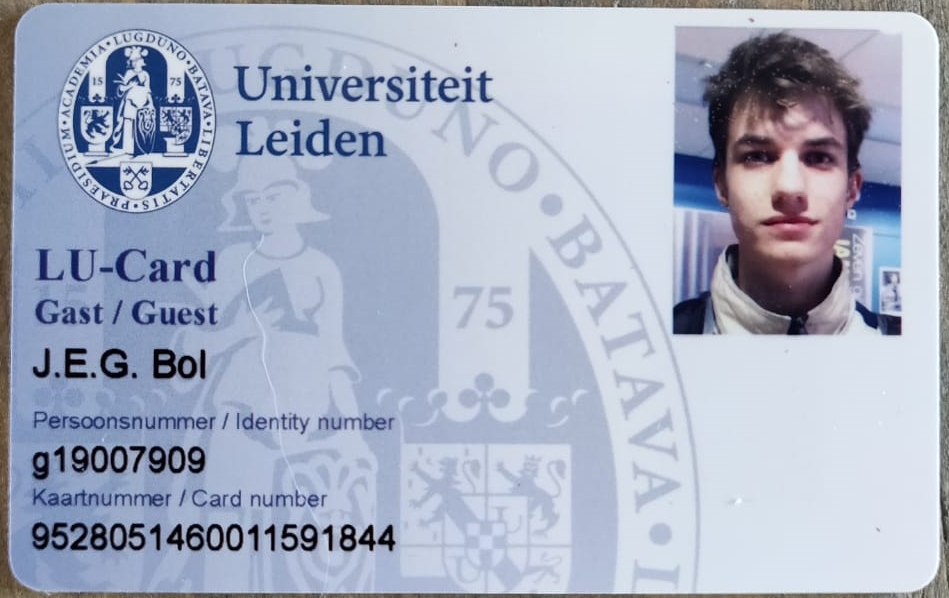 ACADEMIA • LUGDUNO • BATAVA • LIBERTATIS • PRAESIDIUM •
15 75
Universiteit
Leiden
LUGDUNO • BATAVA • L
75
LU-Card
Gast / Guest
J.E.G. Bol
Persoonsnummer / Identity number
g19007909
Kaartnummer / Card number
9528051460011591844